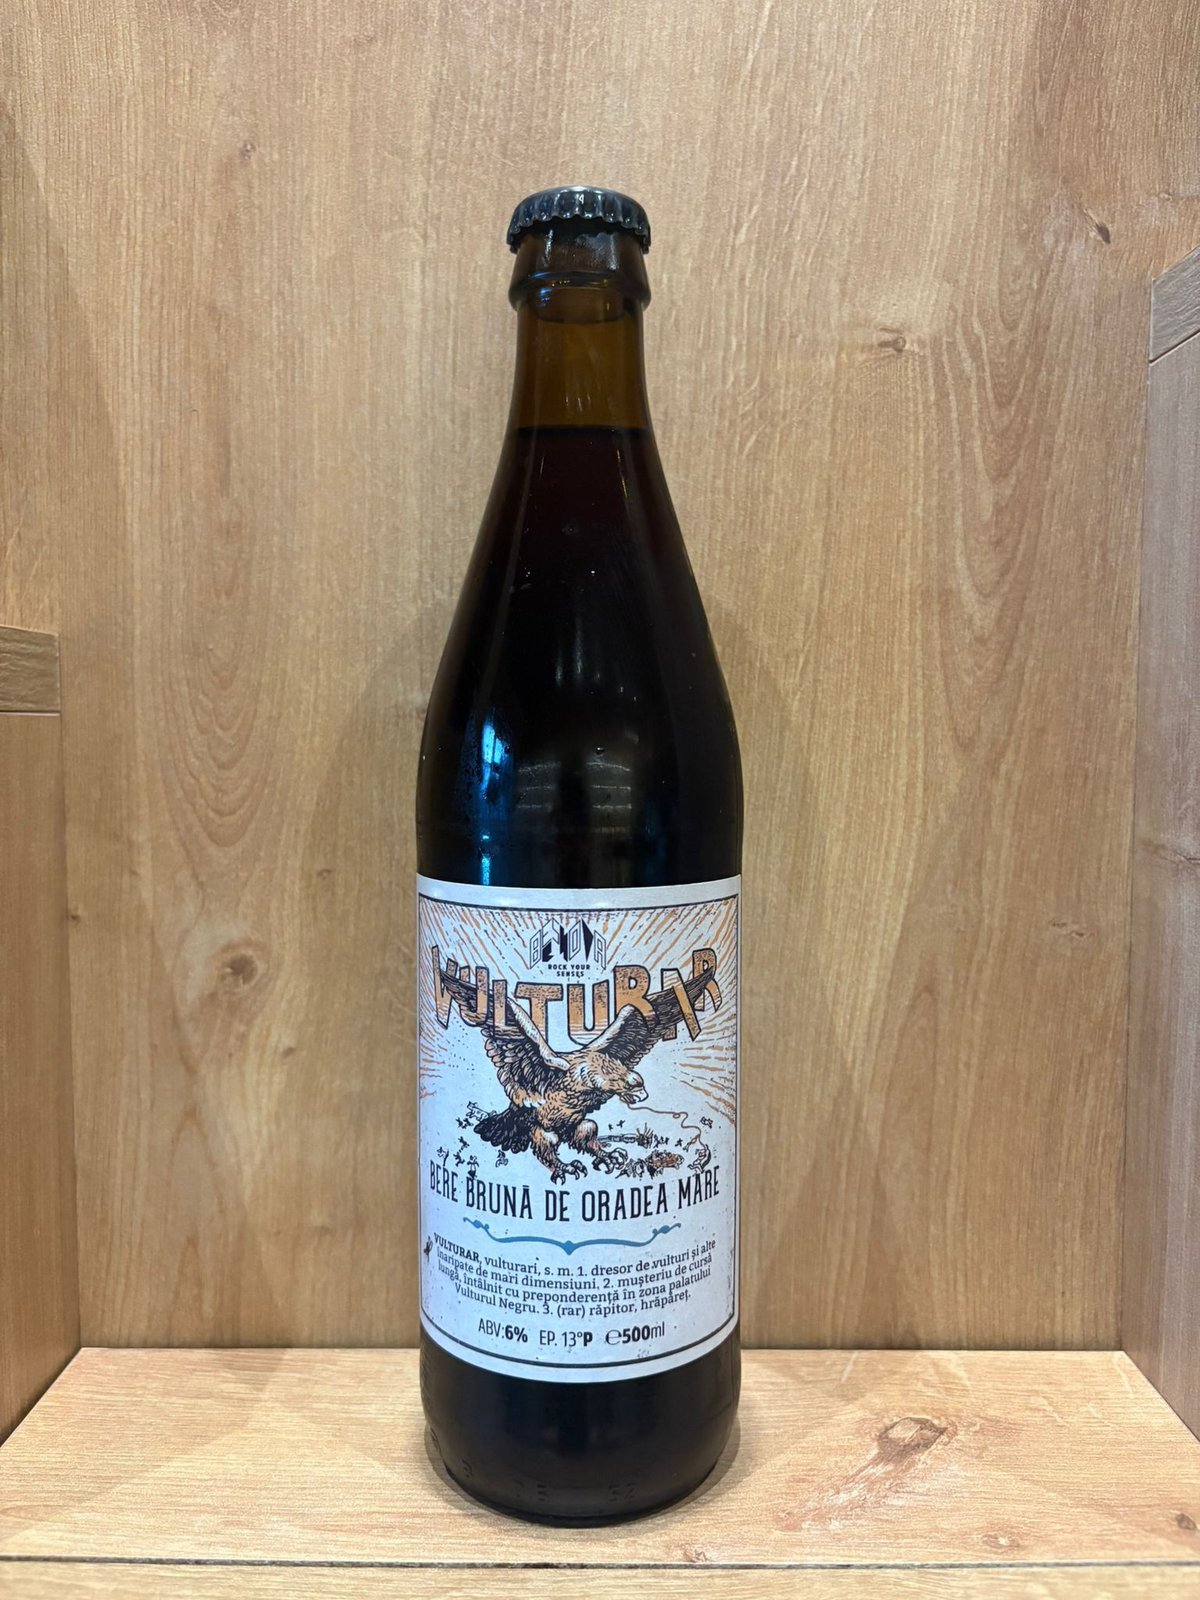 ROCK YOUR
SENSES
VULTURAR
BERE BRUNĂ DE ORADEA MARE
VULTURAR, vulturari, s. m. 1. dresor de vulturi și alte
înaripate de mari dimensiuni. 2. mușteriu de cursă
lungă, întâlnit cu preponderență în zona palatului
Vulturul Negru. 3. (rar) răpitor, hrăpăreț.
ABV:6% EP. 13°P ℮500ml